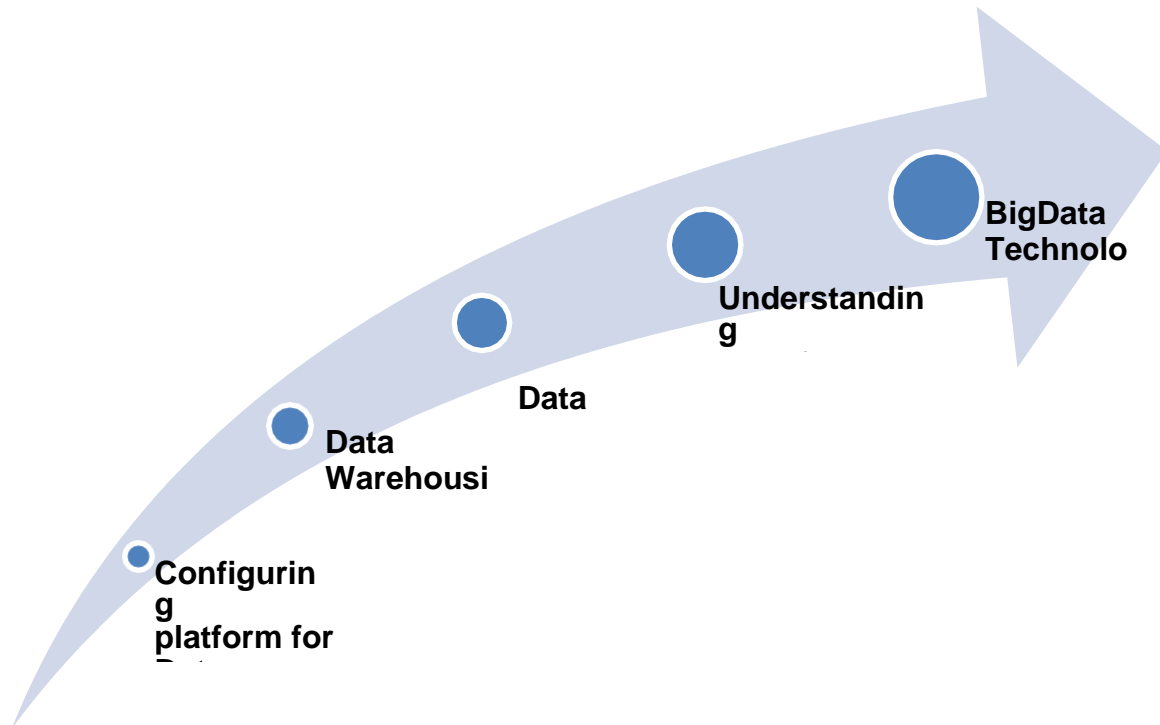 BigData
Technolo
Understandin
g
Data
Data
Warehousi
Configurin
g
platform for